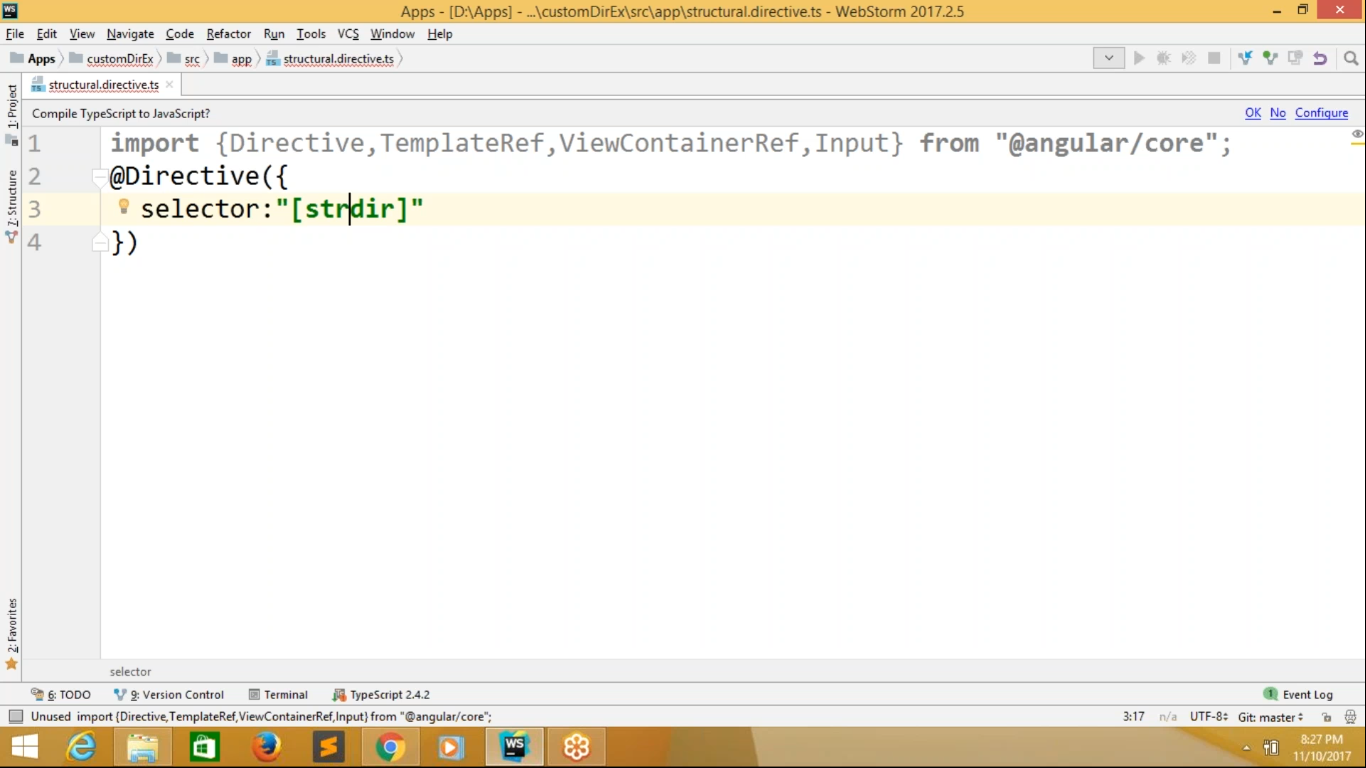 WS
Apps - [D:\Apps] - ...\customDirEx\src\app\structural.directive.ts - WebStorm 2017.2.5
File Edit View Navigate Code Refactor Run Tools VCS Window Help
Apps customDirEx src app structural.directive.ts
structural.directive.ts
Compile TypeScript to JavaScript? OK No Configure
1: Project
7: Structure
2: Favorites
1 import {Directive,TemplateRef,ViewContainerRef,Input} from "@angular/core";
2 @Directive({
3 selector:"[strdir]"
4 })
selector
6: TODO 9: Version Control Terminal TypeScript 2.4.2 1 Event Log
Unused import {Directive,TemplateRef,ViewContainerRef,Input} from "@angular/core"; 3:17 n/a UTF-8 Git: master
WS
8:27 PM
11/10/2017